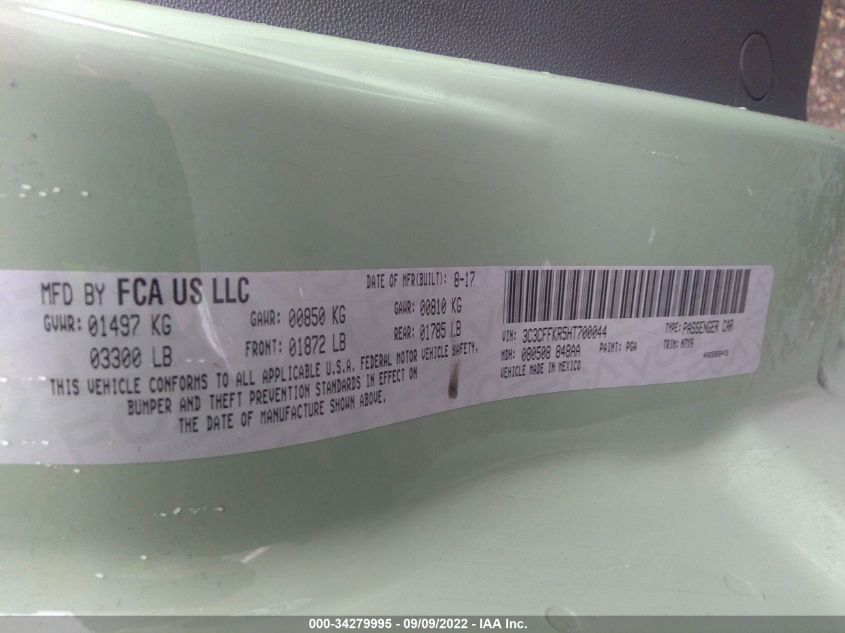 MFD BY FCA US LLC
DATE OF MFR(BUILT): 8-17
GVWR: 01497 KG
GAWR: 00850 KG
GAWR: 00810 KG
03300 LB
FRONT: 01872 LB
REAR: 01785 LB
THIS VEHICLE CONFORMS TO ALL APPLICABLE U.S.A. FEDERAL MOTOR VEHICLE SAFETY,
BUMPER AND THEFT PREVENTION STANDARDS IN EFFECT ON
THE DATE OF MANUFACTURE SHOWN ABOVE.
VIN: 3C3CFFKR5HT700044
TYPE: PASSENGER CAR
MDH: 080508 848AA
PAINT: PGA
TRIM:
VEHICLE MADE IN MEXICO
000-34279995 - 09/09/2022 - IAA Inc.